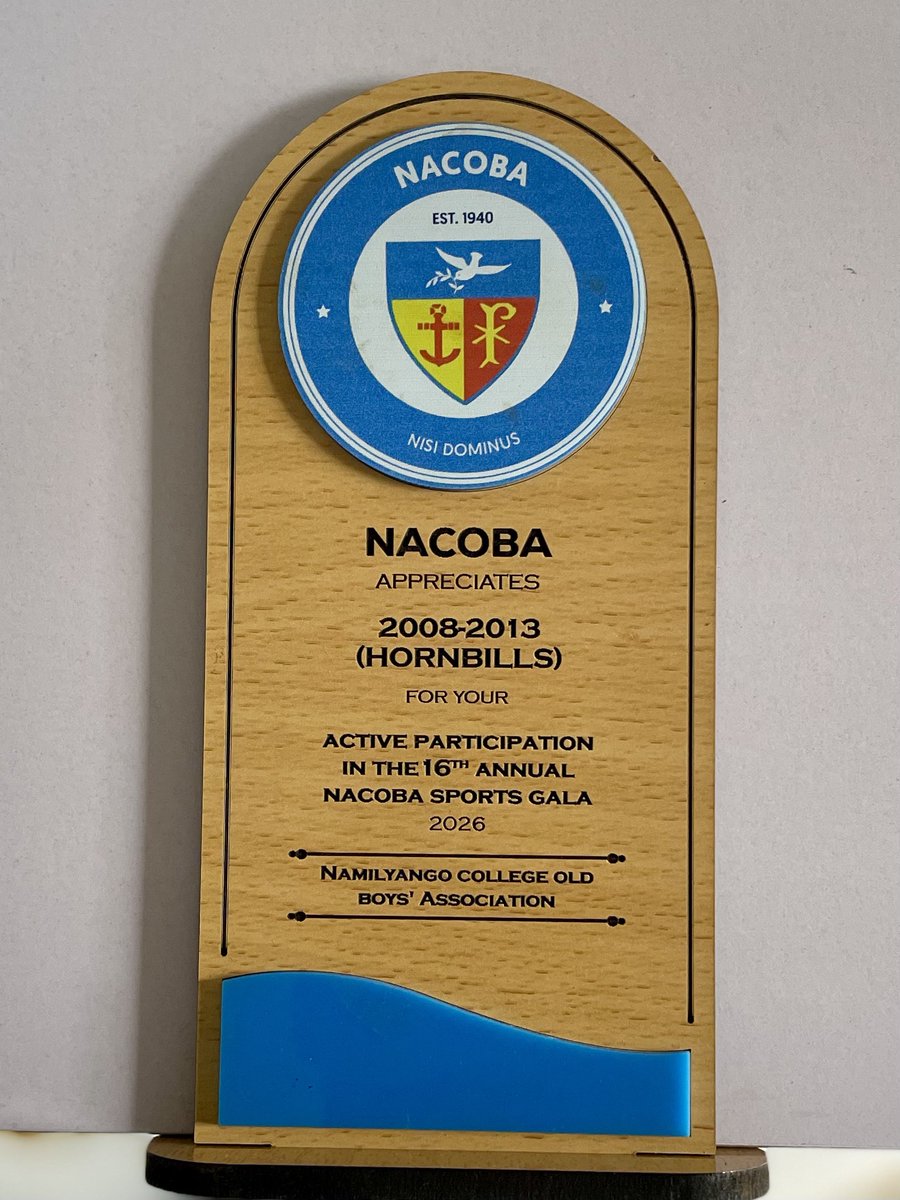 NACOBA
EST. 1940
NISI DOMINUS
NACOBA
APPRECIATES
2008-2013
(HORNBILLS)
FOR YOUR
ACTIVE PARTICIPATION
IN THE 16TH ANNUAL
NACOBA SPORTS GALA
2026
NAMILYANGO COLLEGE OLD
BOYS' ASSOCIATION